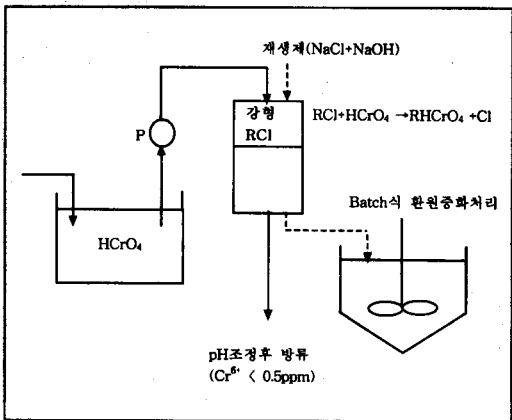 재생제(NaCl+NaOH)
강형
RCl
RCl+HCrO₄ →RHCrO₄ +Cl
P
Batch식 환원중화처리
HCrO₄
pH조정후 방류
(Cr⁶⁺ < 0.5ppm)